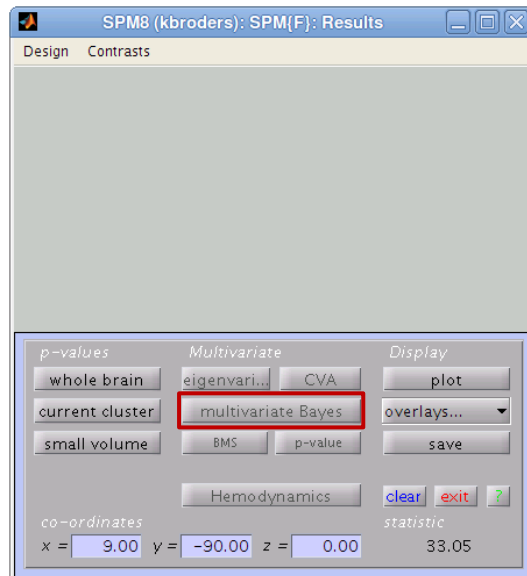 SPM8 (kbroders): SPM{F}: Results
Design Contrasts
p-values Multivariate Display
whole brain eigenvari... CVA plot
current cluster multivariate Bayes overlays...
small volume BMS p-value save
Hemodynamics clear exit ?
co-ordinates statistic
x = 9.00 y = -90.00 z = 0.00 33.05